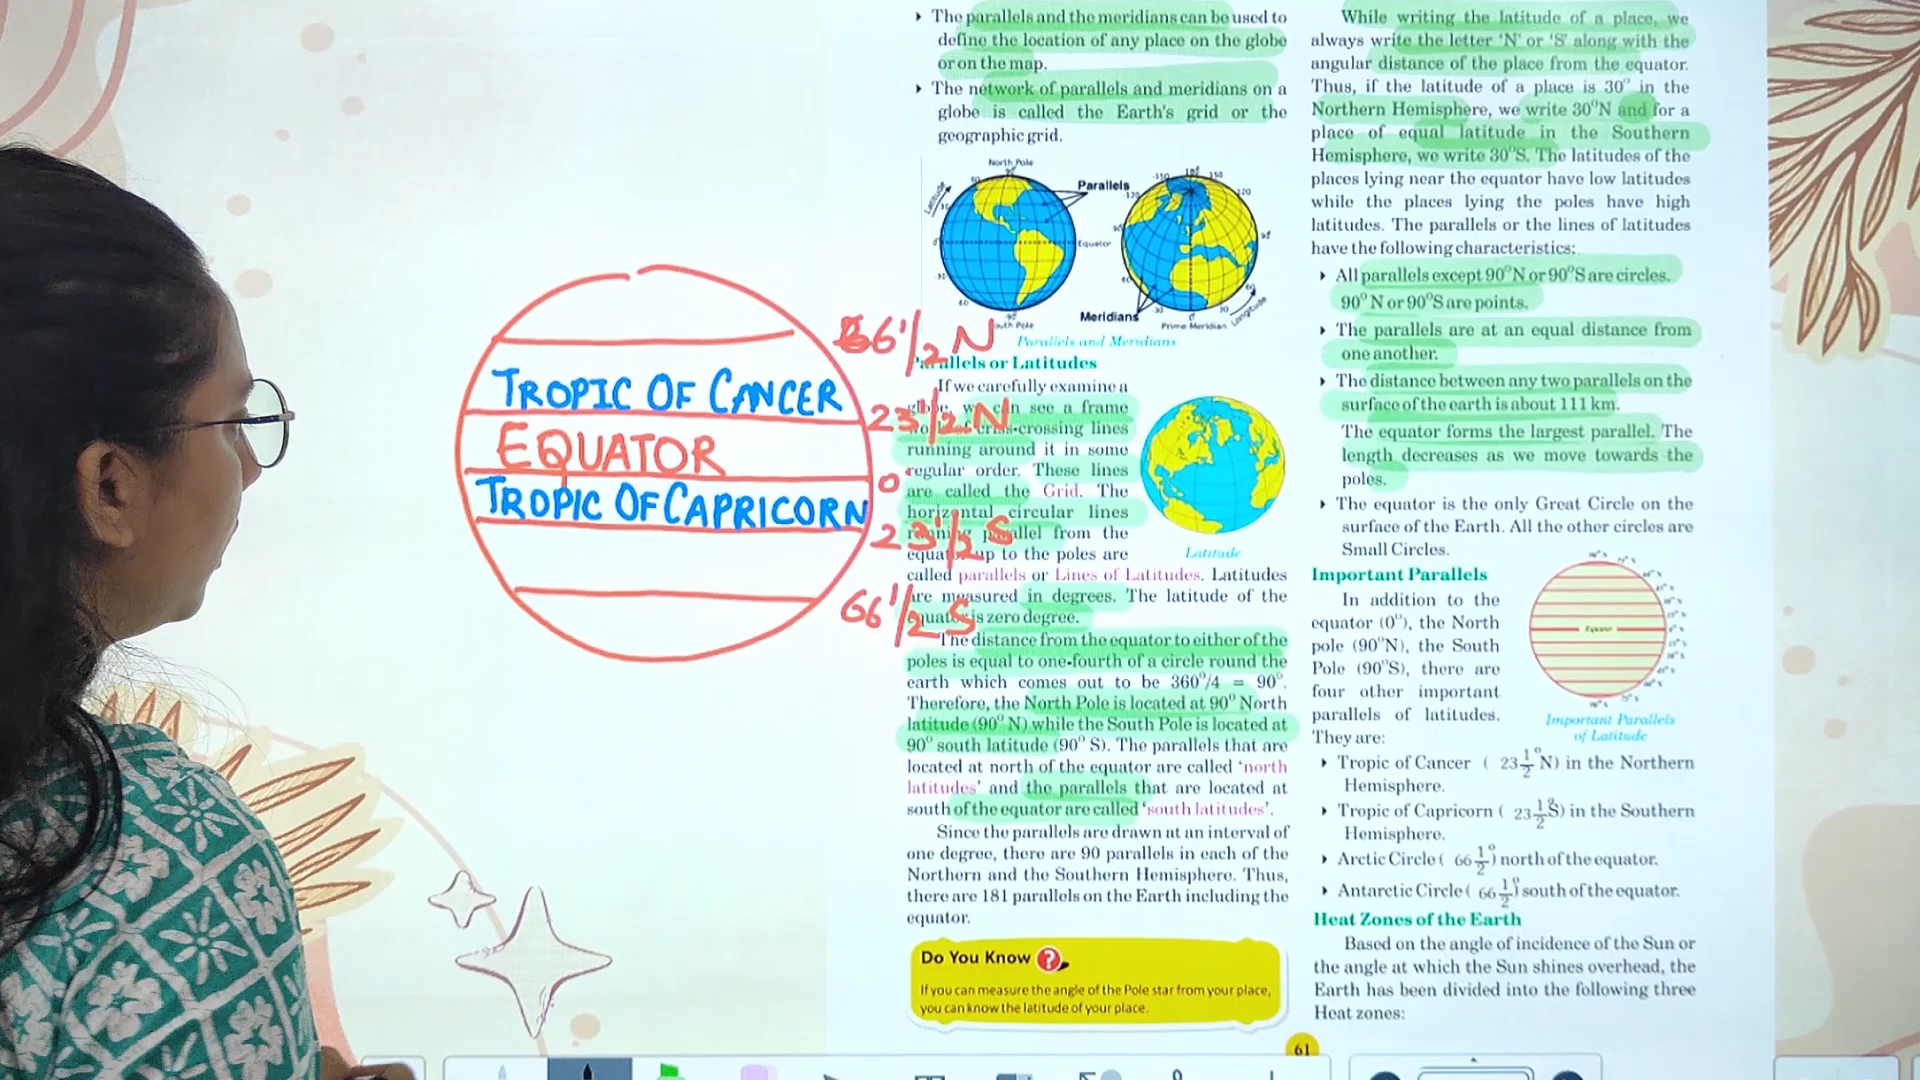 66 1/2 N
TROPIC OF CANCER
23 1/2 N
EQUATOR
0
TROPIC OF CAPRICORN
23 1/2 S
66 1/2 S
The parallels and the meridians can be used to
define the location of any place on the globe
or on the map.
The network of parallels and meridians on a
globe is called the Earth's grid or the
geographic grid.
North Pole
Latitude
Parallels
Equator
Meridians
Prime Meridian
Longitude
Parallels and Meridians
Parallels or Latitudes
If we carefully examine a
globe, we can see a frame
criss-crossing lines
running around it in some
regular order. These lines
are called the Grid. The
horizontal circular lines
running parallel from the
equator up to the poles are
called parallels or Lines of Latitudes. Latitudes
are measured in degrees. The latitude of the
equator is zero degree.
Latitude
The distance from the equator to either of the
poles is equal to one-fourth of a circle round the
earth which comes out to be 360°/4 = 90°.
Therefore, the North Pole is located at 90° North
latitude (90° N) while the South Pole is located at
90° south latitude (90° S). The parallels that are
located at north of the equator are called 'north
latitudes' and the parallels that are located at
south of the equator are called 'south latitudes'.
Since the parallels are drawn at an interval of
one degree, there are 90 parallels in each of the
Northern and the Southern Hemisphere. Thus,
there are 181 parallels on the Earth including the
equator.
Do You Know ?
If you can measure the angle of the Pole star from your place,
you can know the latitude of your place.
While writing the latitude of a place, we
always write the letter 'N' or 'S' along with the
angular distance of the place from the equator.
Thus, if the latitude of a place is 30° in the
Northern Hemisphere, we write 30°N and for a
place of equal latitude in the Southern
Hemisphere, we write 30°S. The latitudes of the
places lying near the equator have low latitudes
while the places lying the poles have high
latitudes. The parallels or the lines of latitudes
have the following characteristics:
All parallels except 90°N or 90°S are circles.
90° N or 90°S are points.
The parallels are at an equal distance from
one another.
The distance between any two parallels on the
surface of the earth is about 111 km.
The equator forms the largest parallel. The
length decreases as we move towards the
poles.
The equator is the only Great Circle on the
surface of the Earth. All the other circles are
Small Circles.
Important Parallels
In addition to the
equator (0°), the North
pole (90°N), the South
Pole (90°S), there are
four other important
parallels of latitudes.
They are:
Equator
Important Parallels
of Latitude
Tropic of Cancer ( 23 1/2° N) in the Northern
Hemisphere.
Tropic of Capricorn ( 23 1/2° S) in the Southern
Hemisphere.
Arctic Circle ( 66 1/2°) north of the equator.
Antarctic Circle ( 66 1/2°) south of the equator.
Heat Zones of the Earth
Based on the angle of incidence of the Sun or
the angle at which the Sun shines overhead, the
Earth has been divided into the following three
Heat zones:
61